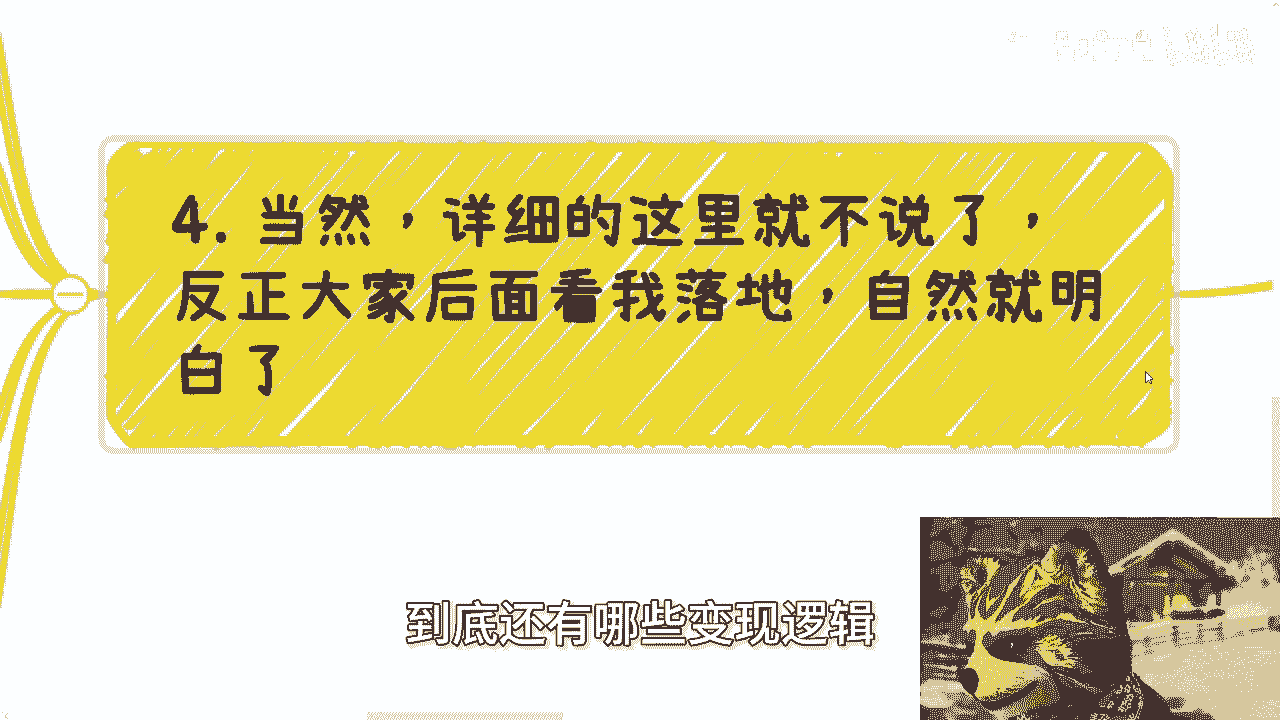 4. 当然，详细的这里就不说了，
反正大家后面看我落地，自然就明
白了
到底还有哪些变现逻辑